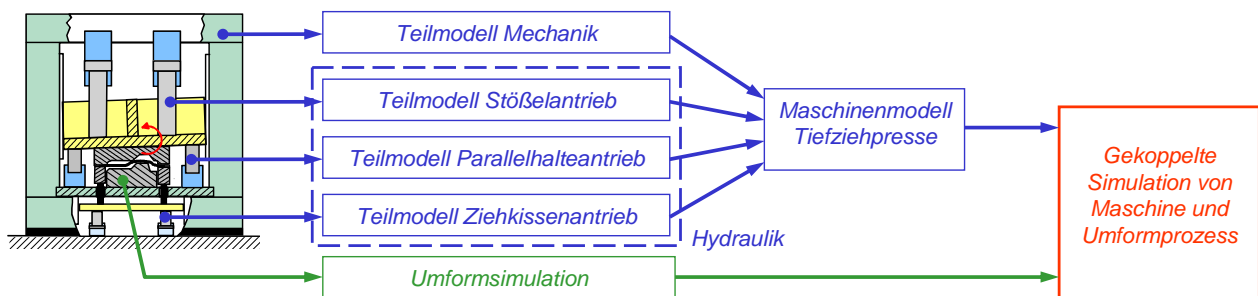 Teilmodell Mechanik
Teilmodell Stößelantrieb
Teilmodell Parallelhalteantrieb
Teilmodell Ziehkissenantrieb
Hydraulik
Umformsimulation
Maschinenmodell
Tiefziehpresse
Gekoppelte
Simulation von
Maschine und
Umformprozess